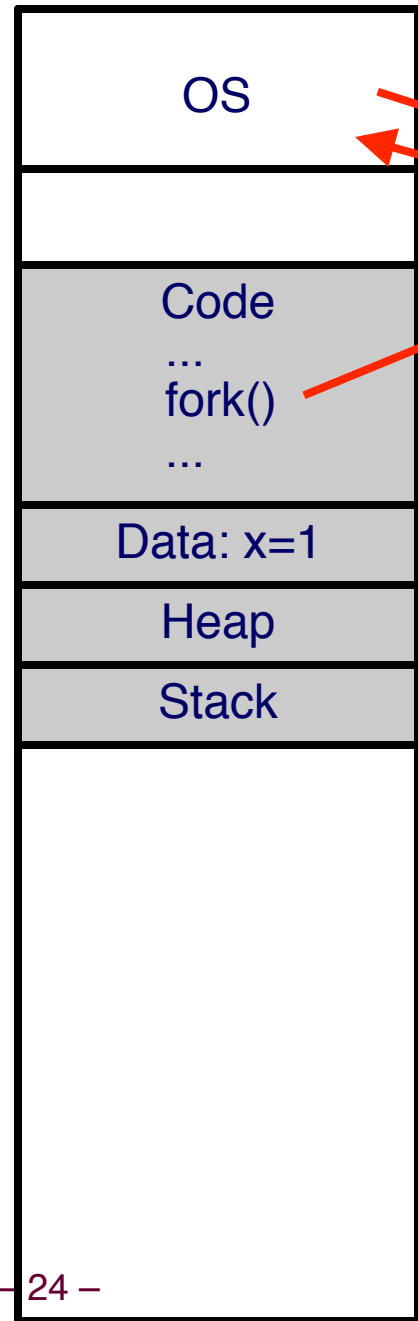 OS
Code
...
fork()
...
Data: x=1
Heap
Stack
– 24 –